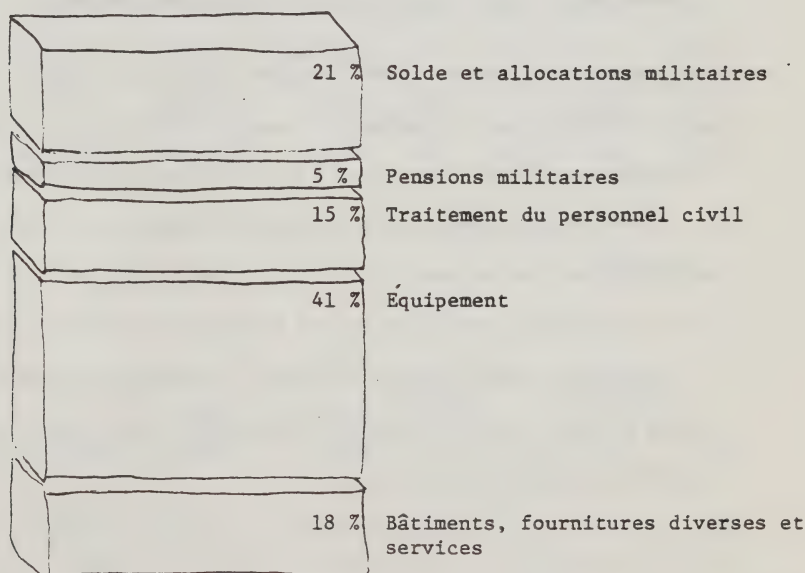 21 % Solde et allocations militaires
5 % Pensions militaires
15 % Traitement du personnel civil
41 % Équipement
18 % Bâtiments, fournitures diverses et
services